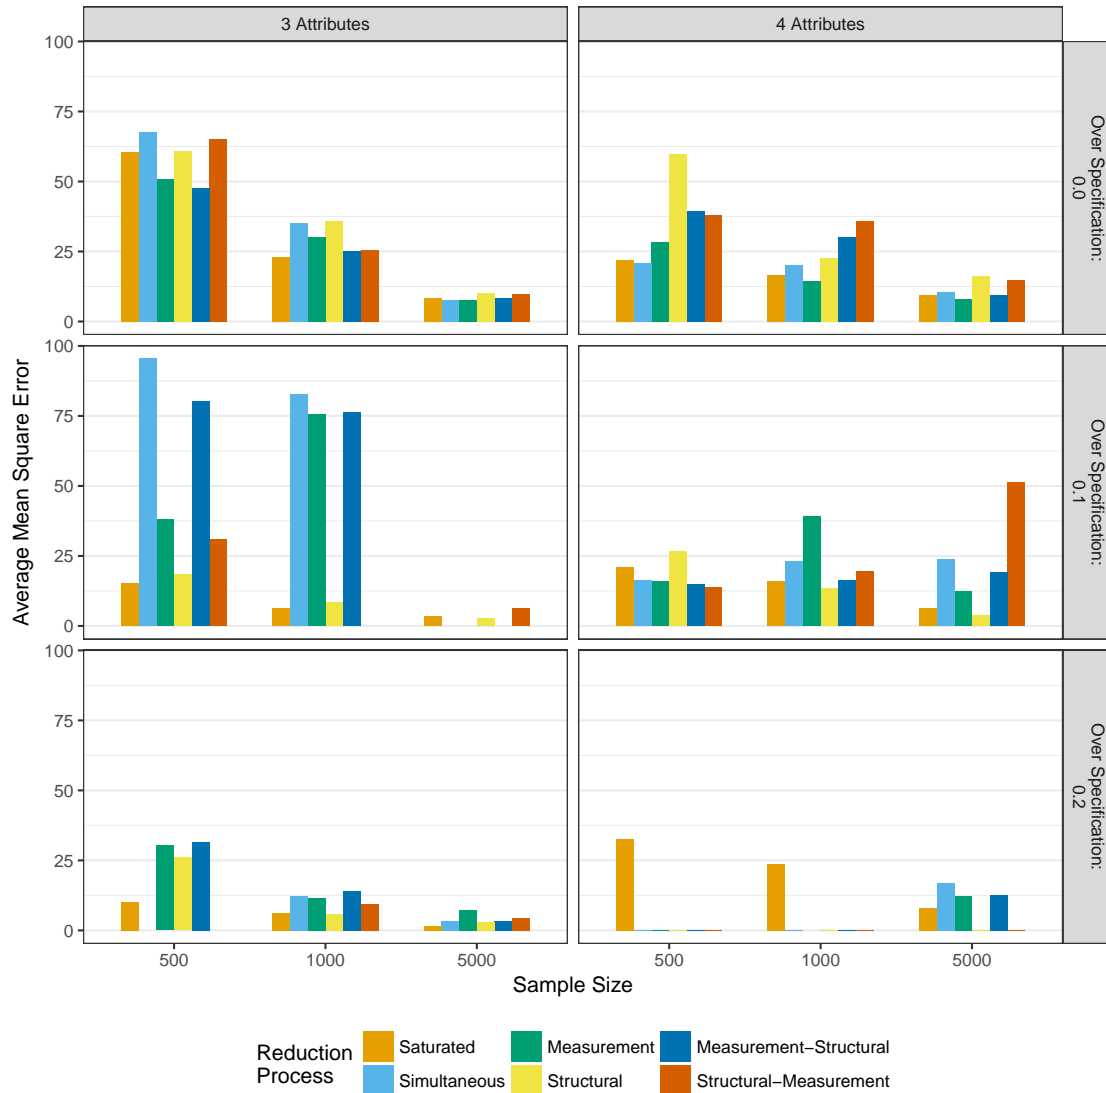 3 Attributes
4 Attributes
100
75
50
25
0
Over Specification:
0.0
100
75
50
25
0
Over Specification:
0.1
100
75
50
25
0
Over Specification:
0.2
Average Mean Square Error
500
1000
5000
500
1000
5000
Sample Size
Reduction
Process
Saturated
Measurement
Measurement−Structural
Simultaneous
Structural
Structural−Measurement